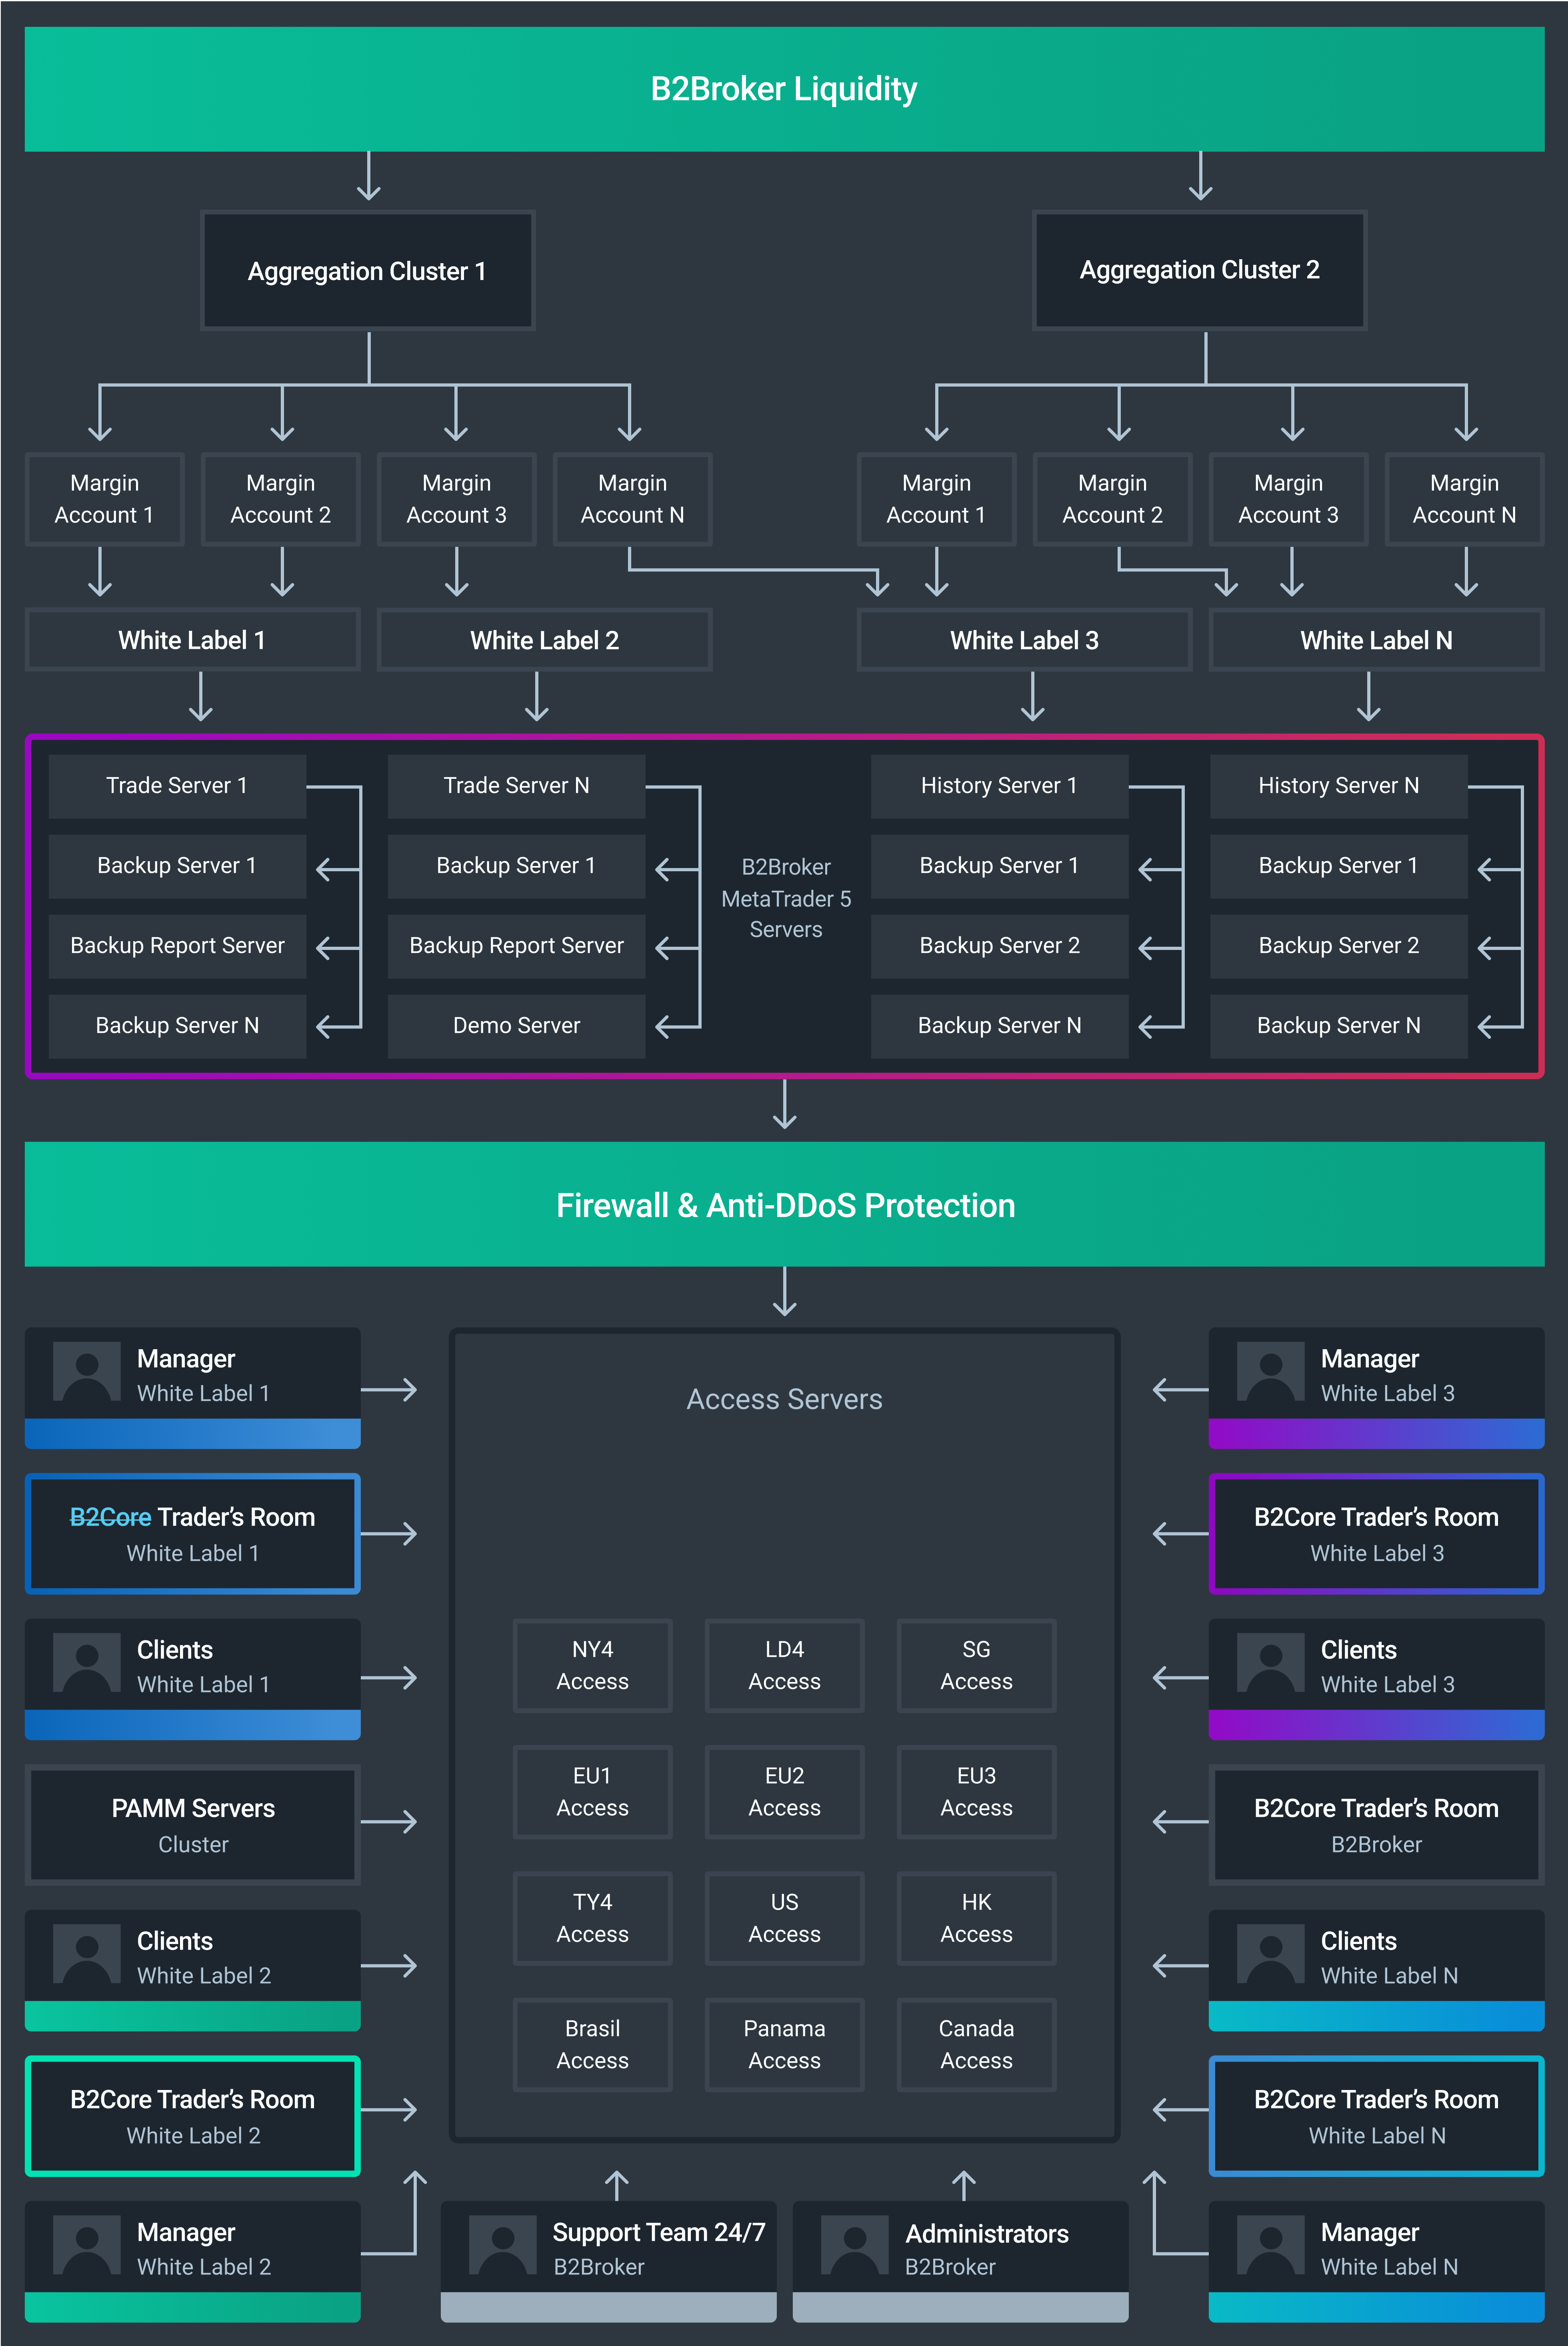 B2Broker Liquidity
Aggregation Cluster 1
Aggregation Cluster 2
Margin
Account 1
Margin
Account 2
Margin
Account 3
Margin
Account N
Margin
Account 1
Margin
Account 2
Margin
Account 3
Margin
Account N
White Label 1
White Label 2
White Label 3
White Label N
Trade Server 1
Backup Server 1
Backup Report Server
Backup Server N
Trade Server N
Backup Server 1
Backup Report Server
Demo Server
B2Broker
MetaTrader 5
Servers
History Server 1
Backup Server 1
Backup Server 2
Backup Server N
History Server N
Backup Server 1
Backup Server 2
Backup Server N
Firewall & Anti-DDoS Protection
Manager
White Label 1
B2Core Trader’s Room
White Label 1
Clients
White Label 1
PAMM Servers
Cluster
Clients
White Label 2
B2Core Trader’s Room
White Label 2
Manager
White Label 2
Access Servers
NY4
Access
LD4
Access
SG
Access
EU1
Access
EU2
Access
EU3
Access
TY4
Access
US
Access
HK
Access
Brasil
Access
Panama
Access
Canada
Access
Support Team 24/7
B2Broker
Administrators
B2Broker
Manager
White Label 3
B2Core Trader’s Room
White Label 3
Clients
White Label 3
B2Core Trader’s Room
B2Broker
Clients
White Label N
B2Core Trader’s Room
White Label N
Manager
White Label N